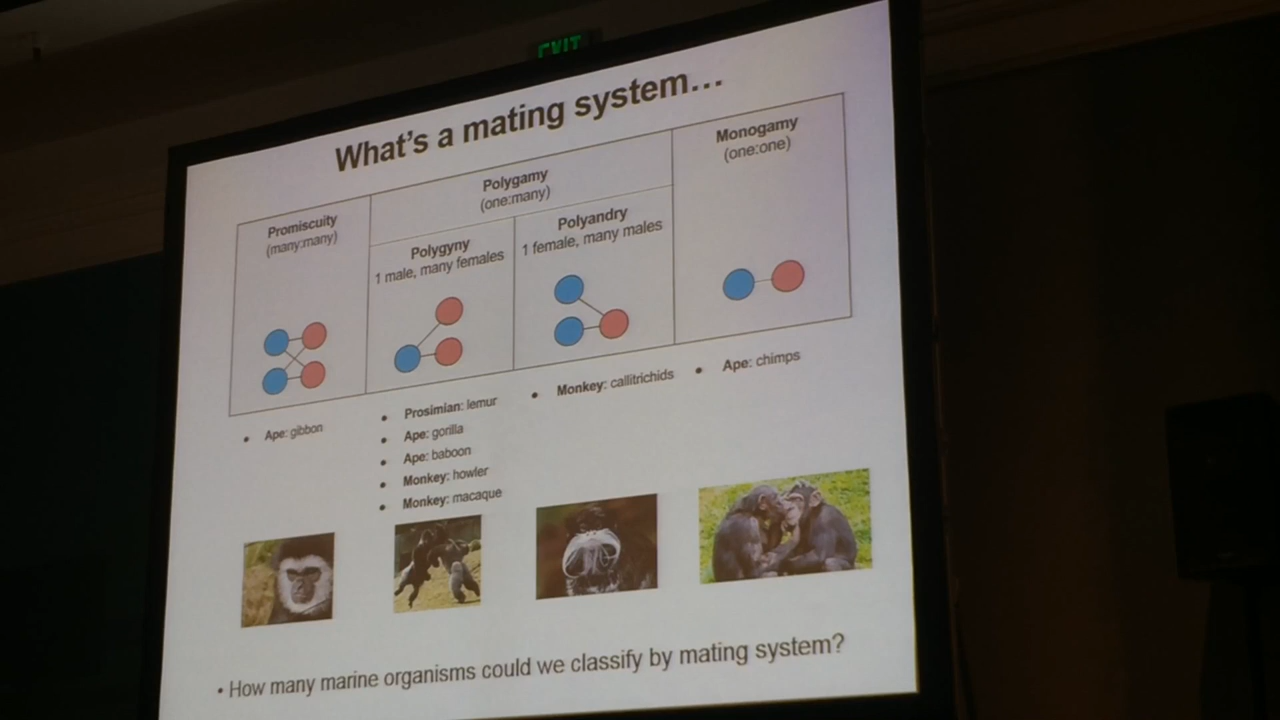 EXIT
What's a mating system...
Promiscuity
(many:many)
Polygamy
(one:many)
Polygyny
1 male, many females
Polyandry
1 female, many males
Monogamy
(one:one)
• Ape: gibbon
• Prosimian: lemur
• Ape: gorilla
• Ape: baboon
• Monkey: howler
• Monkey: macaque
• Monkey: callitrichids
• Ape: chimps
• How many marine organisms could we classify by mating system?